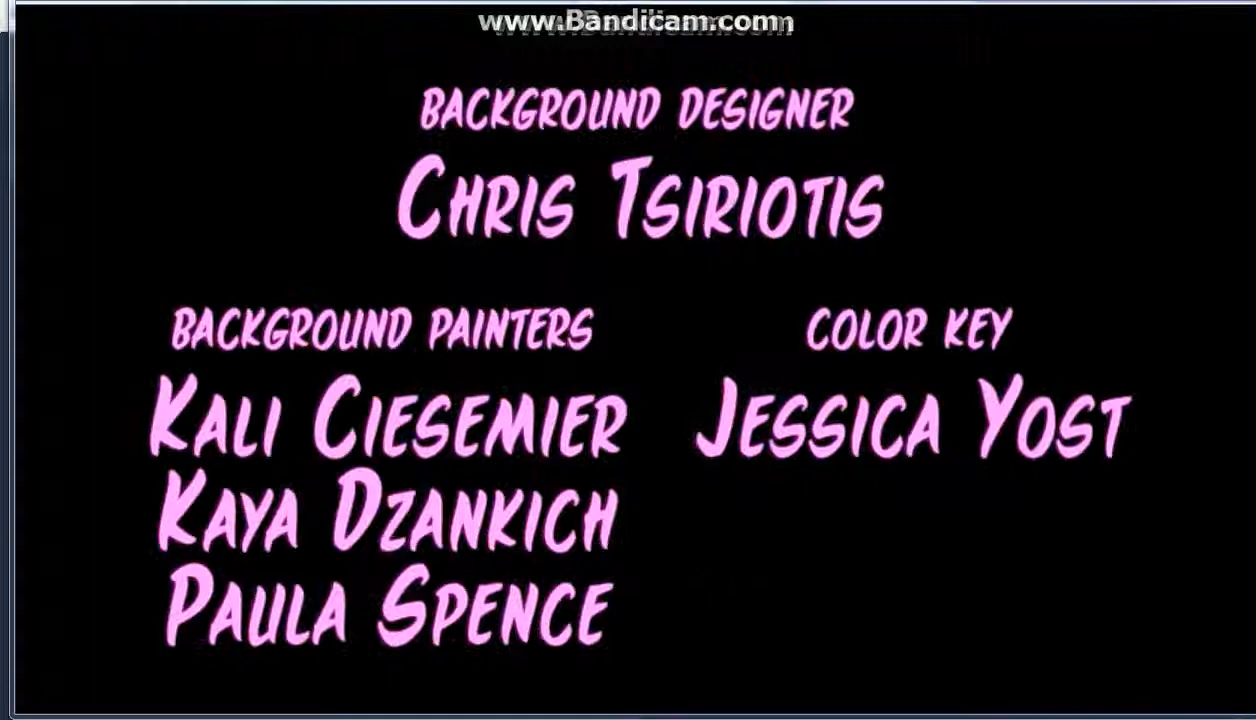 www.Bandicam.com
BACKGROUND DESIGNER
CHRIS TSIRIOTIS
BACKGROUND PAINTERS
KALI CIESEMIER
KAYA DZANKICH
PAULA SPENCE
COLOR KEY
JESSICA YOST